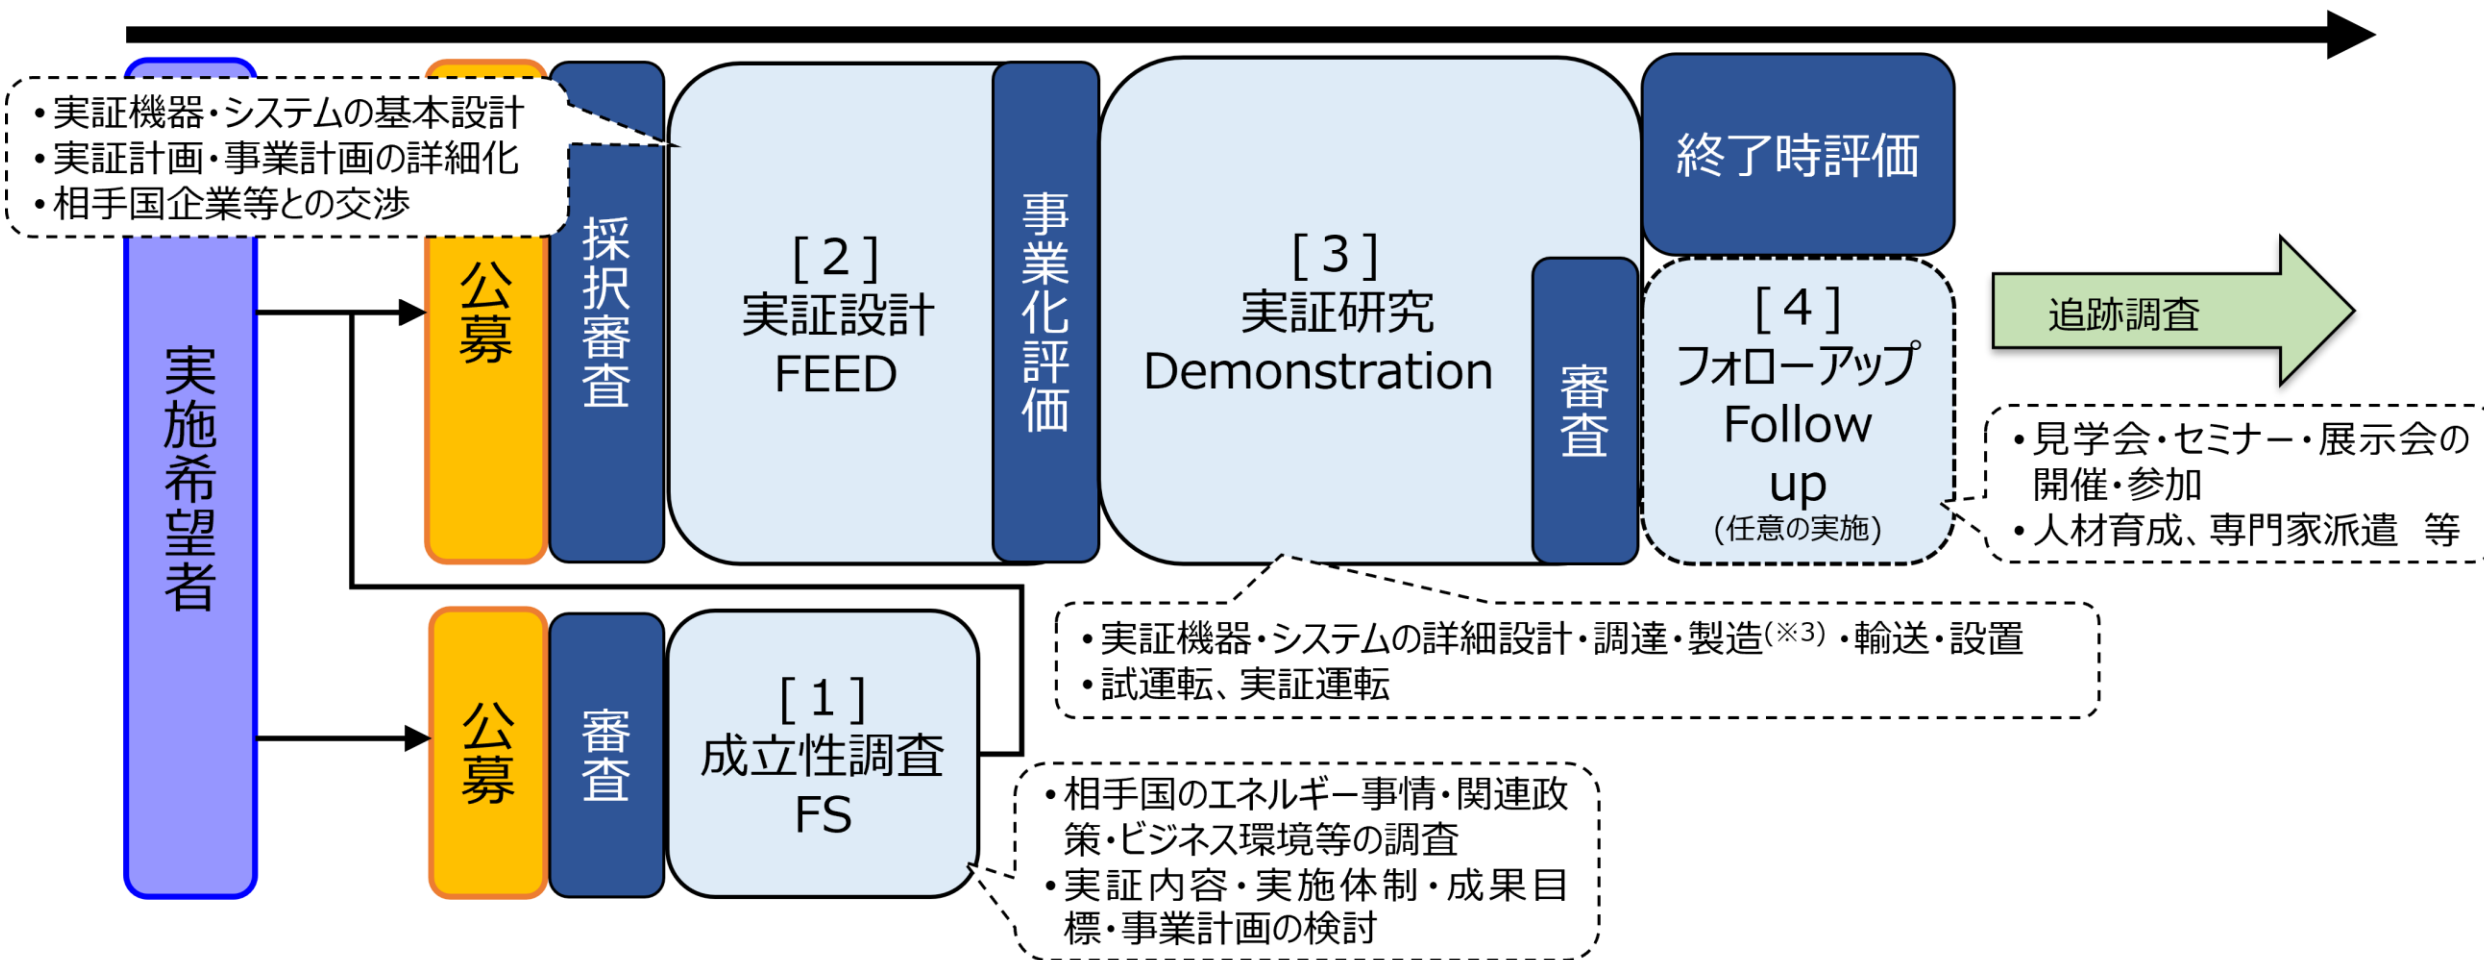 ・実証機器・システムの基本設計
・実証計画・事業計画の詳細化
・相手国企業等との交渉
実施希望者
公募
採択審査
[２]
実証設計
FEED
事業化評価
[３]
実証研究
Demonstration
審査
終了時評価
[４]
フォローアップ
Follow
up
(任意の実施)
追跡調査
・見学会・セミナー・展示会の
開催・参加
・人材育成、専門家派遣　等
・実証機器・システムの詳細設計・調達・製造(※3)・輸送・設置
・試運転、実証運転
公募
審査
[１]
成立性調査
FS
・相手国のエネルギー事情・関連政
策・ビジネス環境等の調査
・実証内容・実施体制・成果目
標・事業計画の検討